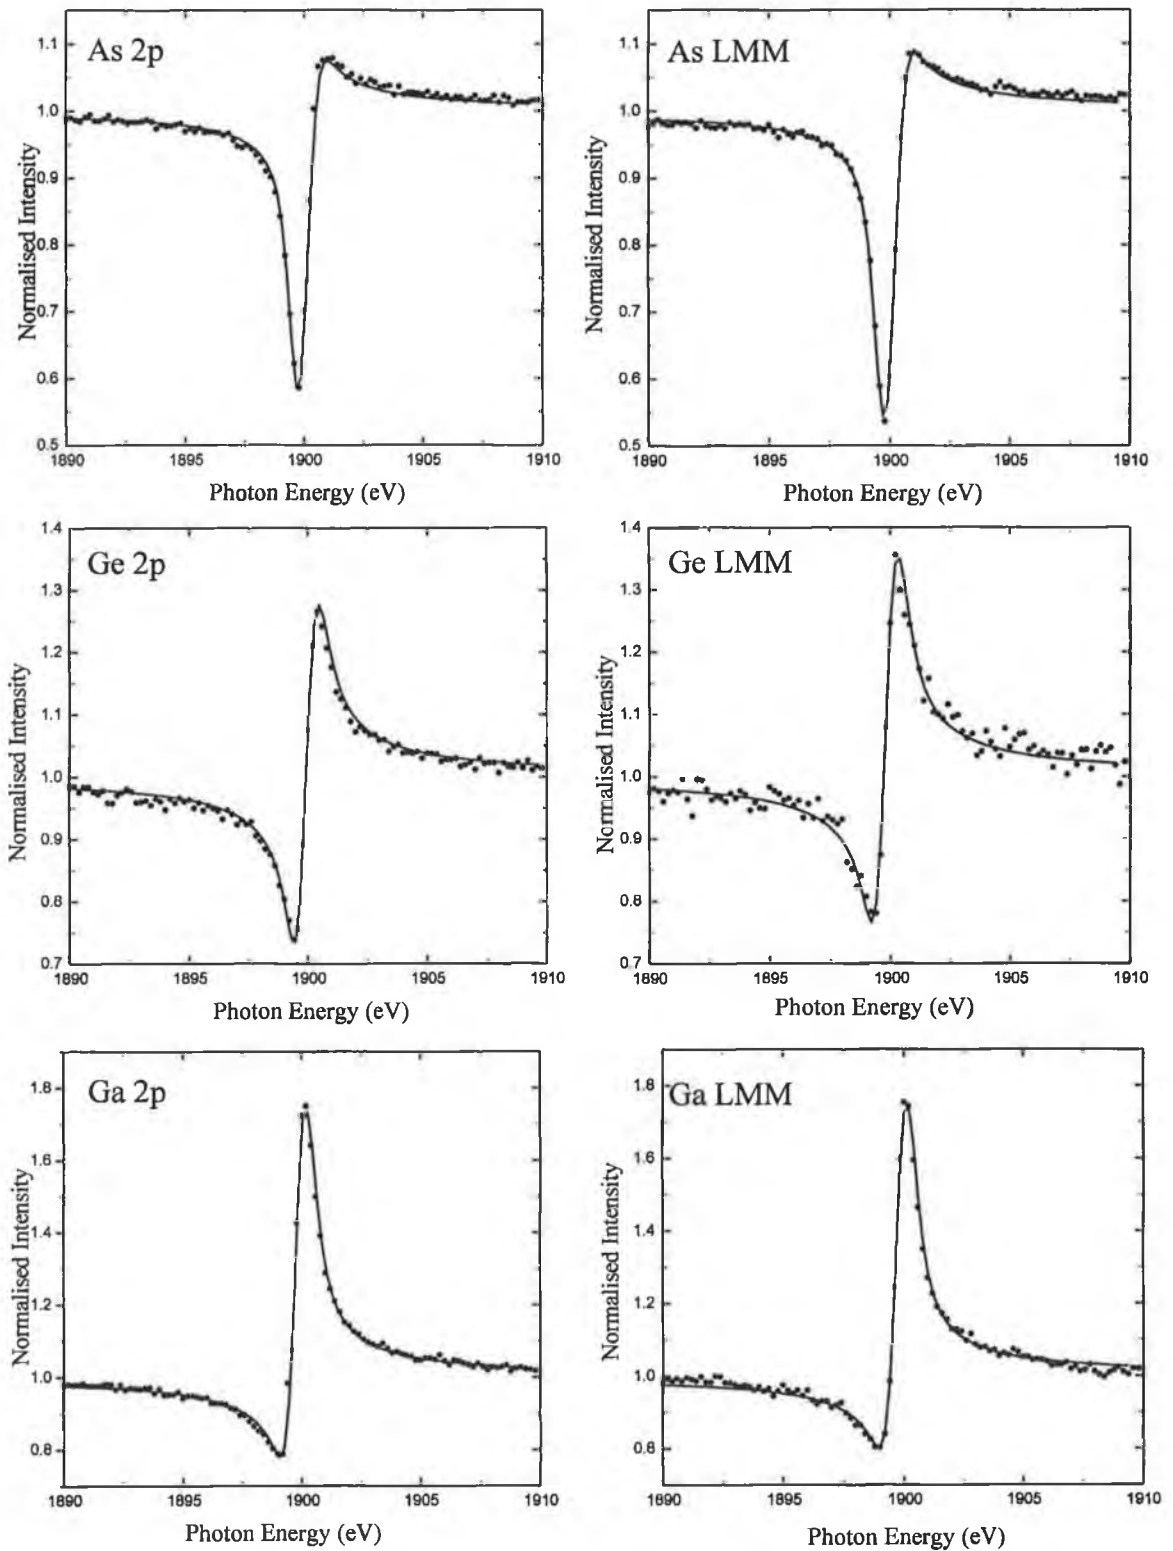 As 2p
1.1
1.0
0.9
0.8
0.7
0.6
0.5
Normalised Intensity
1890 1895 1900 1905 1910
Photon Energy (eV)
As LMM
1.1
1.0
0.9
0.8
0.7
0.6
0.5
Normalised Intensity
1890 1895 1900 1905 1910
Photon Energy (eV)
Ge 2p
1.4
1.3
1.2
1.1
1.0
0.9
0.8
0.7
Normalised Intensity
1890 1895 1900 1905 1910
Photon Energy (eV)
Ge LMM
1.4
1.3
1.2
1.1
1.0
0.9
0.8
0.7
Normalised Intensity
1890 1895 1900 1905 1910
Photon Energy (eV)
Ga 2p
1.8
1.6
1.4
1.2
1.0
0.8
Normalised Intensity
1890 1895 1900 1905 1910
Photon Energy (eV)
Ga LMM
1.8
1.6
1.4
1.2
1.0
0.8
Normalised Intensity
1890 1895 1900 1905 1910
Photon Energy (eV)